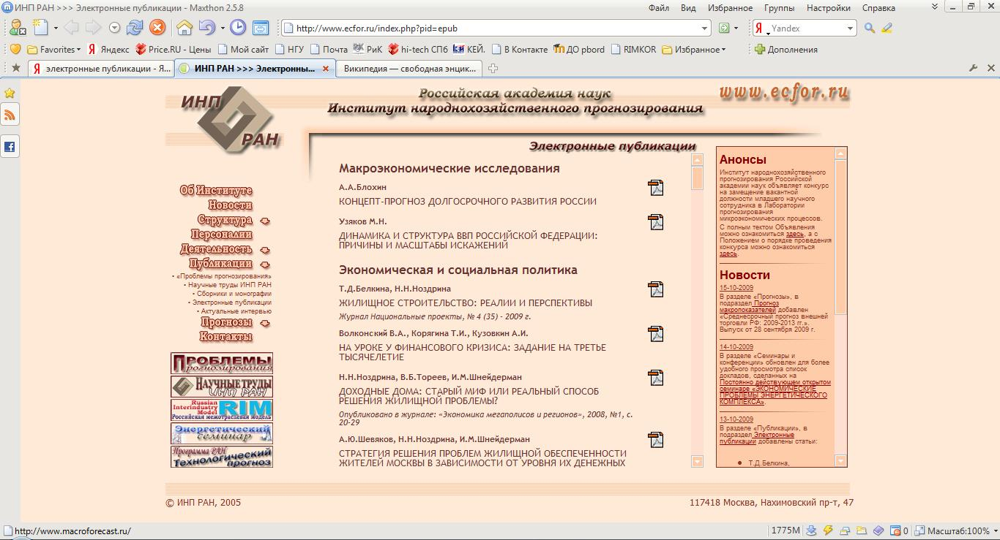 ИНП РАН >>> Электронные публикации - Maxthon 2.5.8
Файл Вид Избранное Группы Настройки Справка
http://www.ecfor.ru/index.php?pid=epub
Я Yandex
Favorites Яндекс Price.RU - Цены Мой сайт НГУ Почта РиК hi-tech СПб КЕЙ. В Контакте ДО pbord RIMKOR Избранное Дополнения
электронные публикации - Я...
ИНП РАН >>> Электронны...
Википедия — свободная энцик...
ИНП
РАН
Российская академия наук
Институт народнохозяйственного прогнозирования
www.ecfor.ru
Электронные публикации
Об Институте
Новости
Структура
Персоналии
Деятельность
Публикации
• «Проблемы прогнозирования»
• Научные труды ИНП РАН
• Сборники и монографии
• Электронные публикации
• Актуальные интервью
Прогнозы
Контакты
Проблемы
прогнозирования
Научные труды
ИНП РАН
Russian
Interindustry
Model
RIM
Российская межотраслевая модель
Энергетический
семинар
Программа РАН
Технологический
прогноз
Макроэкономические исследования
А.А.Блохин
КОНЦЕПТ-ПРОГНОЗ ДОЛГОСРОЧНОГО РАЗВИТИЯ РОССИИ
Узяков М.Н.
ДИНАМИКА И СТРУКТУРА ВВП РОССИЙСКОЙ ФЕДЕРАЦИИ:
ПРИЧИНЫ И МАСШТАБЫ ИСКАЖЕНИЙ
Экономическая и социальная политика
Т.Д.Белкина, Н.Н.Ноздрина
ЖИЛИЩНОЕ СТРОИТЕЛЬСТВО: РЕАЛИИ И ПЕРСПЕКТИВЫ
Журнал Национальные проекты, № 4 (35) - 2009 г.
Волконский В.А., Корягина Т.И., Кузовкин А.И.
НА УРОКЕ У ФИНАНСОВОГО КРИЗИСА: ЗАДАНИЕ НА ТРЕТЬЕ
ТЫСЯЧЕЛЕТИЕ
Н.Н.Ноздрина, В.Б.Тореев, И.М.Шнейдерман
ДОХОДНЫЕ ДОМА: СТАРЫЙ МИФ ИЛИ РЕАЛЬНЫЙ СПОСОБ
РЕШЕНИЯ ЖИЛИЩНОЙ ПРОБЛЕМЫ?
Опубликовано в журнале: «Экономика мегаполисов и регионов», 2008, №1, с.
20-29
А.Ю.Шевяков, Н.Н.Ноздрина, И.М.Шнейдерман
СТРАТЕГИЯ РЕШЕНИЯ ПРОБЛЕМ ЖИЛИЩНОЙ ОБЕСПЕЧЕННОСТИ
ЖИТЕЛЕЙ МОСКВЫ В ЗАВИСИМОСТИ ОТ УРОВНЯ ИХ ДЕНЕЖНЫХ
Анонсы
Институт народнохозяйственного
прогнозирования Российской
академии наук объявляет конкурс
на замещение вакантной
должности младшего научного
сотрудника в Лаборатории
прогнозирования
микроэкономических процессов.
С полным тектом Объявления
можно ознакомиться здесь, а с
Положением о порядке проведения
конкурса можно ознакомиться
здесь.
Новости
15-10-2009
В разделе «Прогнозы», в
подраздел Прогноз
макропоказателей добавлен
«Среднесрочный прогноз внешней
торговли РФ: 2009-2013 гг.».
Выпуск от 28 сентября 2009 г.
14-10-2009
В разделе «Семинары и
конференции» обновлен для более
удобного просмотра список
докладов, сделанных на
Постоянно действующем открытом
семинаре «ЭКОНОМИЧЕСКИЕ
ПРОБЛЕМЫ ЭНЕРГЕТИЧЕСКОГО
КОМПЛЕКСА».
13-10-2009
В разделе «Публикации», в
подраздел Электронные
публикации добавлены статьи:
• Т.Д.Белкина,
© ИНП РАН, 2005
117418 Москва, Нахимовский пр-т, 47
http://www.macroforecast.ru/
1775M 0 Масштаб:100%